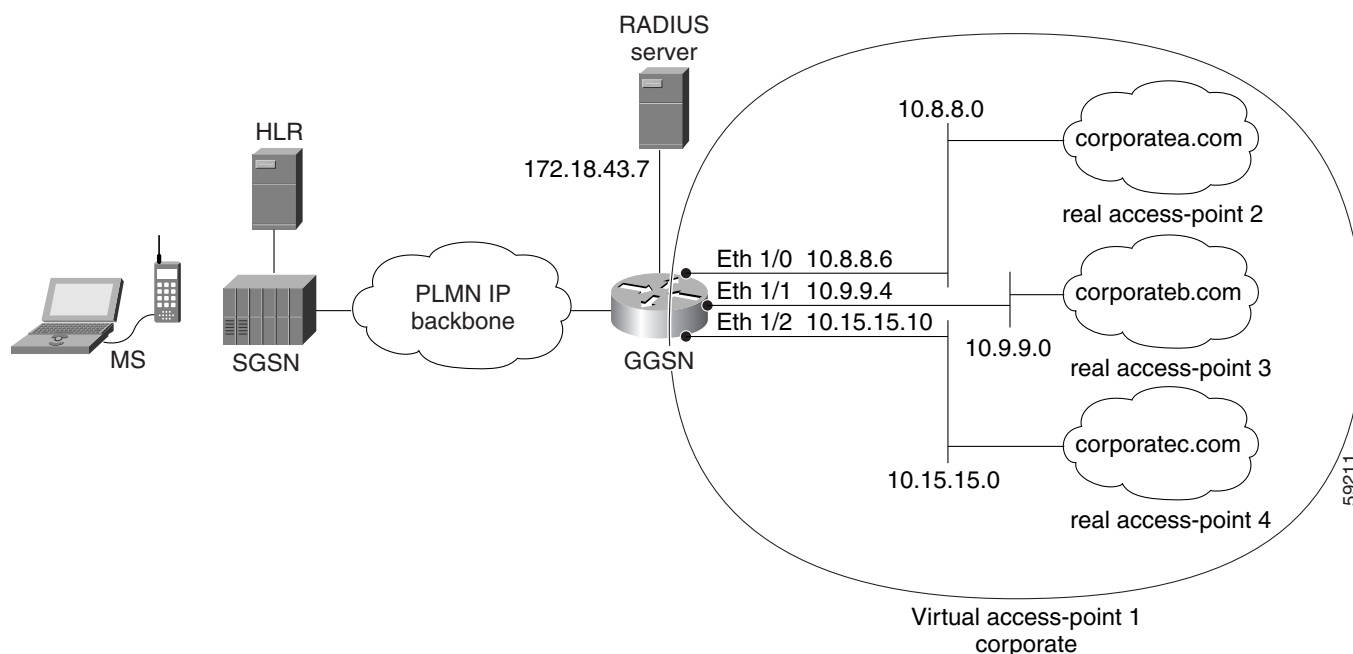 RADIUS
server
HLR
172.18.43.7
10.8.8.0
corporatea.com
real access-point 2
Eth 1/0 10.8.8.6
Eth 1/1 10.9.9.4
Eth 1/2 10.15.15.10
corporateb.com
10.9.9.0
real access-point 3
PLMN IP
backbone
MS
SGSN
GGSN
corporatec.com
10.15.15.0
real access-point 4
59211
Virtual access-point 1
corporate